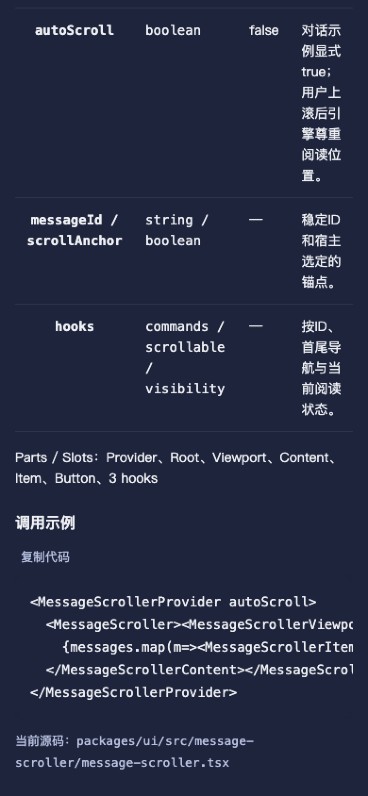 autoScroll boolean false 对话示
例显式
true；
用户上
滚后引
擎尊重
阅读位
置。
messageId / string / — 稳定ID
scrollAnchor boolean 和宿主
选定的
锚点。
hooks commands / — 按ID、
scrollable 首尾导
/ 航与当
visibility 前阅读
状态。
Parts / Slots：Provider、Root、Viewport、Content、
Item、Button、3 hooks
调用示例
复制代码
<MessageScrollerProvider autoScroll>
<MessageScroller><MessageScrollerViewpo
{messages.map(m=><MessageScrollerItem
</MessageScrollerContent></MessageScrol
</MessageScrollerProvider>
当前源码：packages/ui/src/message-
scroller/message-scroller.tsx